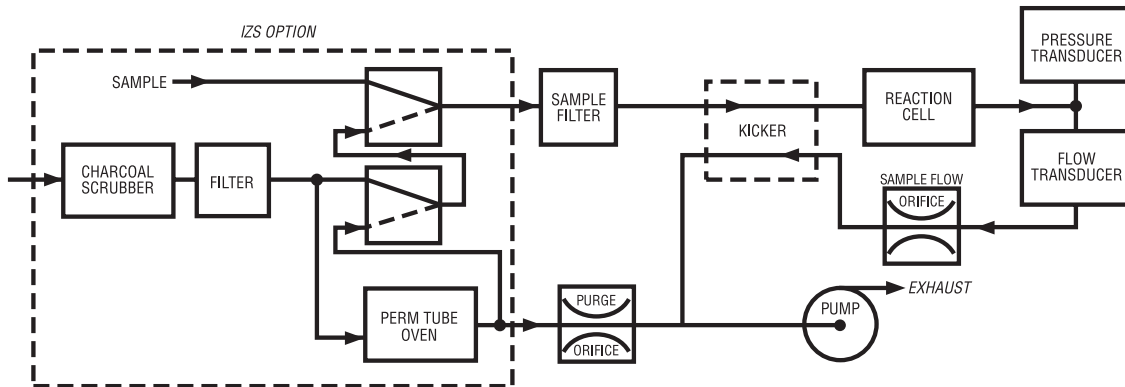 IZS OPTION
SAMPLE
CHARCOAL
SCRUBBER
FILTER
PERM TUBE
OVEN
SAMPLE
FILTER
KICKER
REACTION
CELL
PRESSURE
TRANSDUCER
FLOW
TRANSDUCER
SAMPLE FLOW
ORIFICE
PURGE
ORIFICE
PUMP
EXHAUST